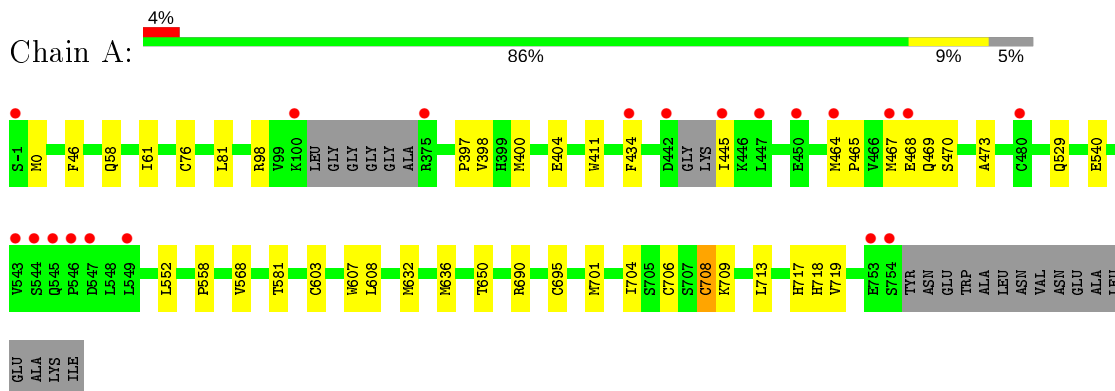 4%
Chain A:
86% 9% 5%
S-1 M0 F46 Q58 I61 C76 L81 R98 V99 K100 LEU GLY GLY GLY GLY ALA R375 P397 V398 H399 M400 E404 W411 F434 D442 GLY LYS I445 K446 L447 E450 M464 P465 V466 M467 E468 Q469 S470 A473 C480 Q529 E540
V543 S544 Q545 P546 D547 L548 L549 L552 P558 V568 T581 C603 W607 L608 M632 M636 T650 R690 C695 M701 I704 S705 C706 S707 C708 K709 L713 H717 H718 V719 E753 S754 TYR ASN GLU TRP ALA LEU ASN VAL ASN GLU ALA LEU
GLU ALA LYS ILE